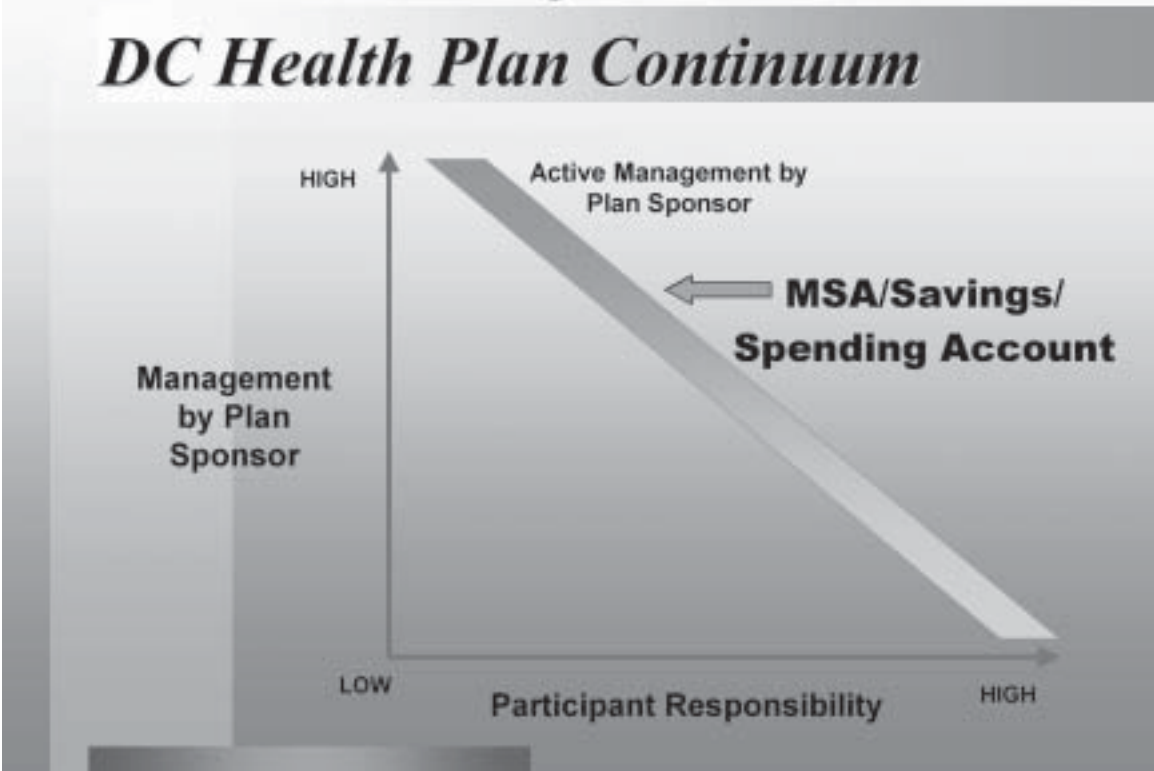 DC Health Plan Continuum
HIGH
Active Management by
Plan Sponsor
MSA/Savings/
Spending Account
Management
by Plan
Sponsor
LOW
Participant Responsibility
HIGH